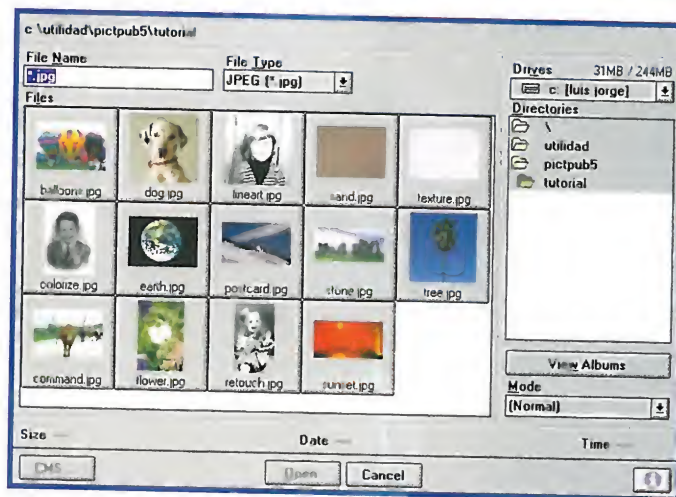 c:\utilidad\pictpub5\tutorial
File Name
*.jpg
File Type
JPEG (*.jpg)
Drives 31MB / 244MB
c: [luis jorge]
Directories
\
utilidad
pictpub5
tutorial
Files
balloons.jpg dog.jpg lineart.jpg sand.jpg texture.jpg
colorize.jpg earth.jpg postcard.jpg stone.jpg tree.jpg
command.jpg flower.jpg retouch.jpg sunset.jpg
View Albums
Mode
(Normal)
Size ---
Date ---
Time ---
CMS...
Open
Cancel